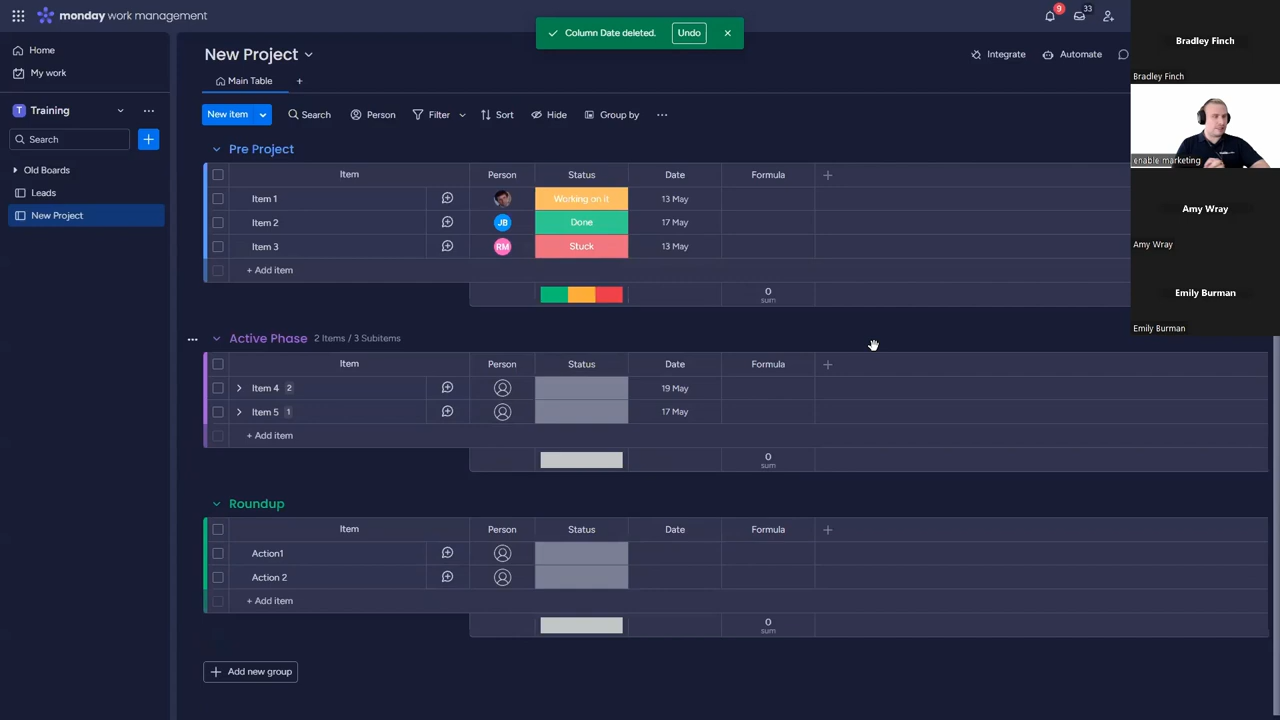 monday work management
9
33
Column Date deleted.
Undo
Home
My work
T Training
Search
Old Boards
Leads
New Project
New Project
Main Table
Integrate
Automate
New item
Search
Person
Filter
Sort
Hide
Group by
Pre Project
Item Person Status Date Formula
Item 1 Working on it 13 May
Item 2 JB Done 17 May
Item 3 RM Stuck 13 May
+ Add item
0
sum
Active Phase 2 Items / 3 Subitems
Item Person Status Date Formula
Item 4 2 19 May
Item 5 1 17 May
+ Add item
0
sum
Roundup
Item Person Status Date Formula
Action1
Action 2
+ Add item
0
sum
Add new group
Bradley Finch
Bradley Finch
enable marketing
Amy Wray
Amy Wray
Emily Burman
Emily Burman